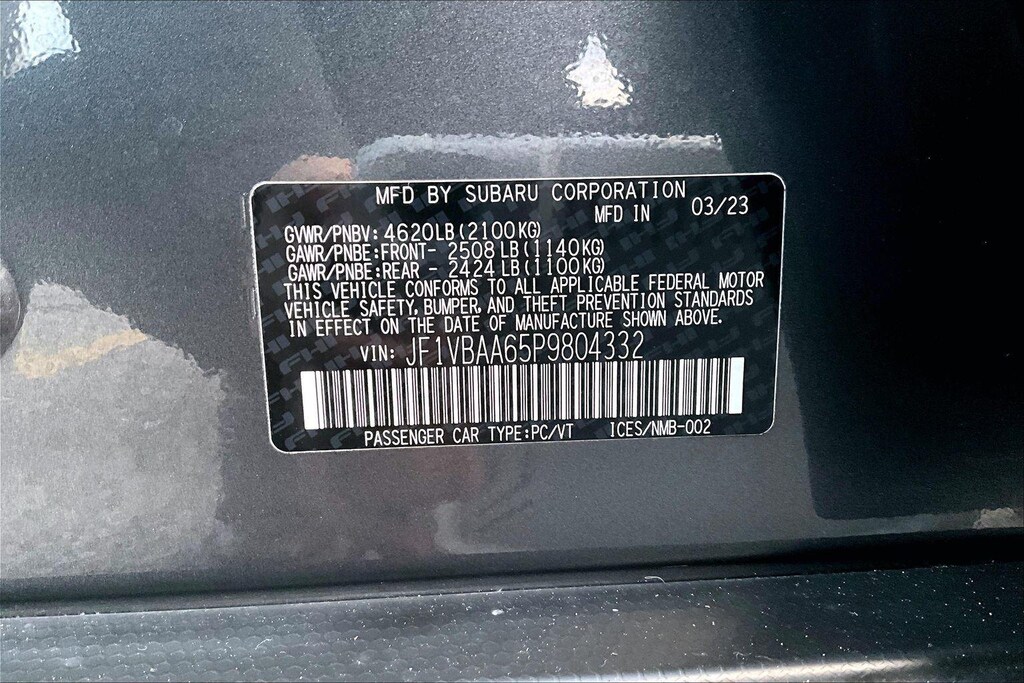 MFD BY SUBARU CORPORATION
MFD IN 03/23
GVWR/PNBV: 4620LB(2100KG)
GAWR/PNBE:FRONT- 2508 LB(1140KG)
GAWR/PNBE:REAR - 2424 LB(1100KG)
THIS VEHICLE CONFORMS TO ALL APPLICABLE FEDERAL MOTOR
VEHICLE SAFETY, BUMPER, AND THEFT PREVENTION STANDARDS
IN EFFECT ON THE DATE OF MANUFACTURE SHOWN ABOVE.
VIN: JF1VBAA65P9804332
PASSENGER CAR TYPE:PC/VT ICES/NMB-002